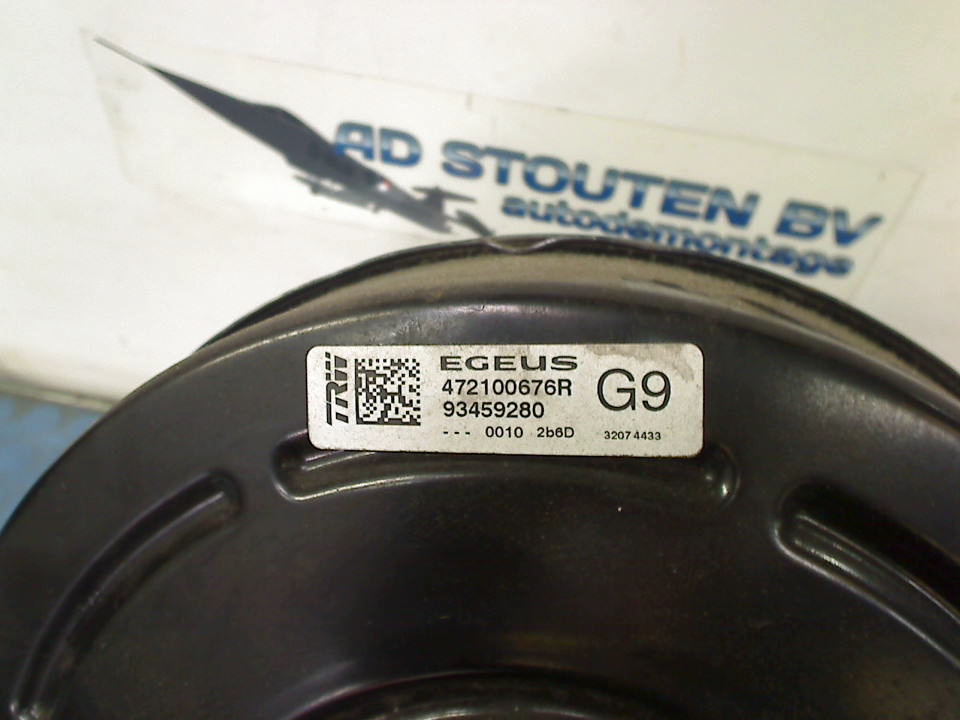 AD STOUTEN BV
autodemontage
TRW
EGEUS
472100676R
93459280
G9
--- 0010 2b6D
32074433